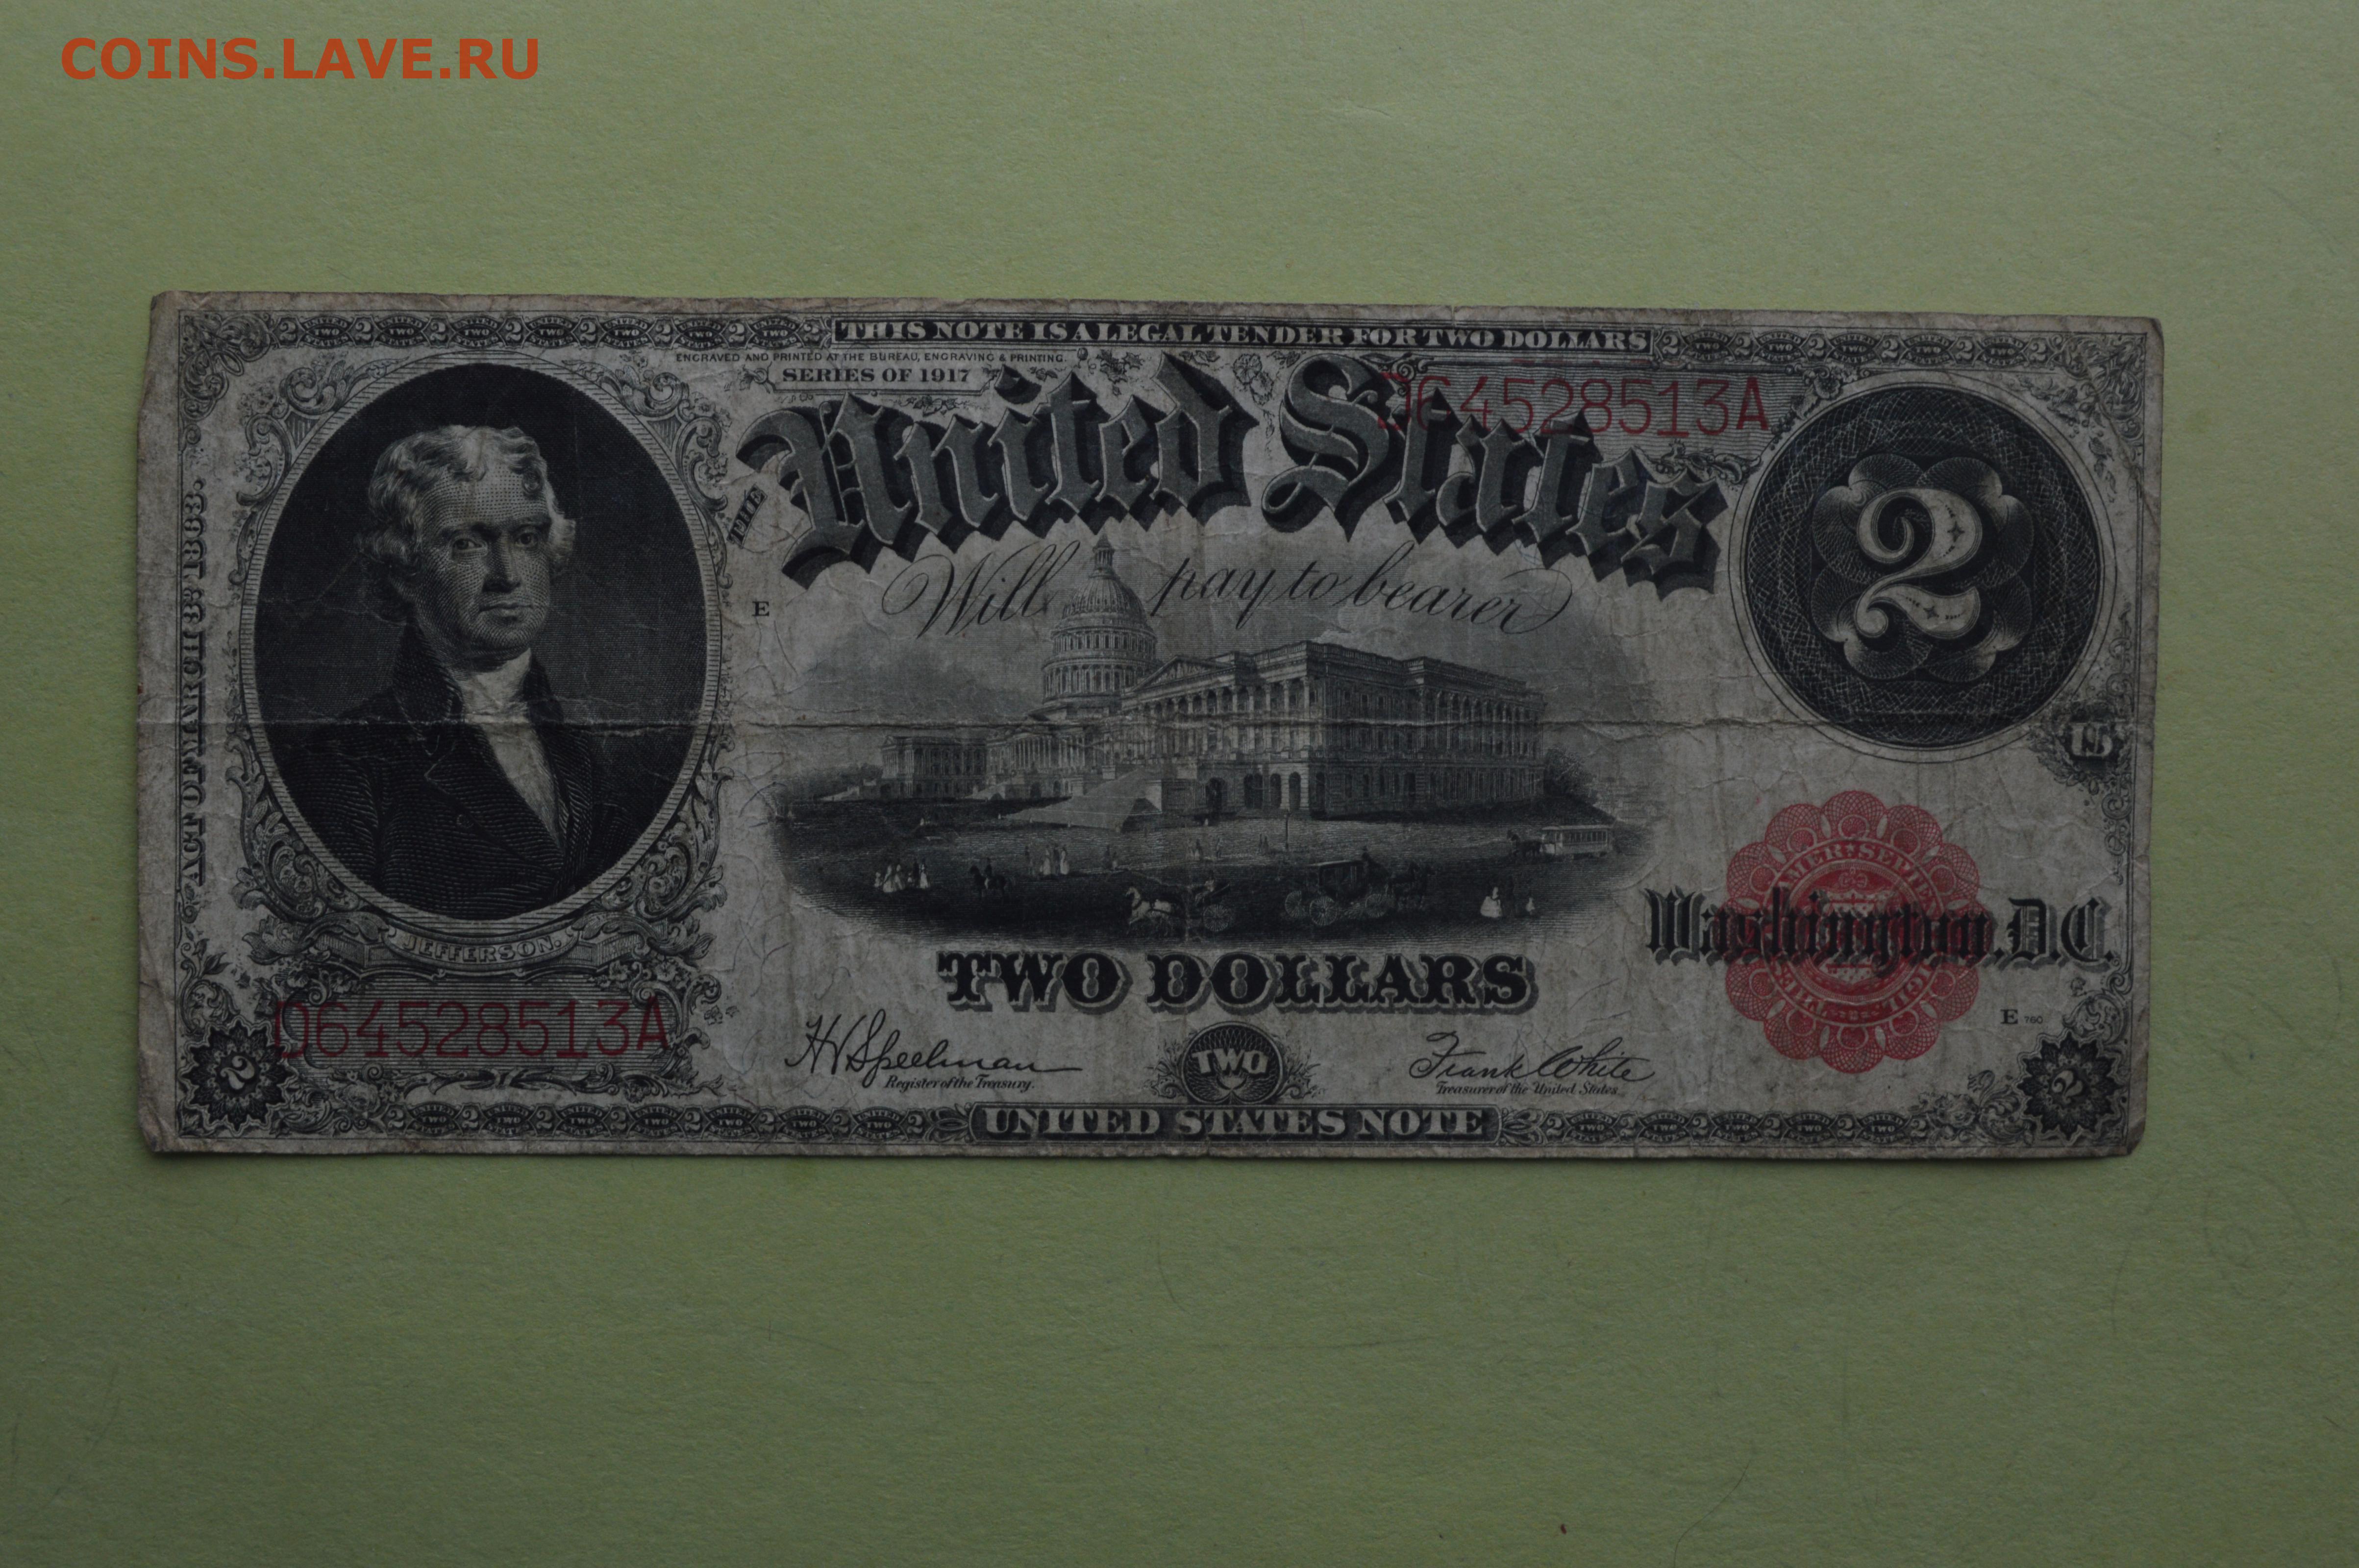 COINS.LAVE.RU
THIS NOTE IS A LEGAL TENDER FOR TWO DOLLARS
ENGRAVED AND PRINTED AT THE BUREAU, ENGRAVING & PRINTING.
SERIES OF 1917
D64528513A
THE
United States
2
ACT OF MARCH 3RD 1863.
Will pay to bearer
E
JEFFERSON.
Washington, D.C.
TWO DOLLARS
D64528513A
H V Speelman
Register of the Treasury.
TWO
Frank White
Treasurer of the United States
E 760
2
2
UNITED STATES NOTE